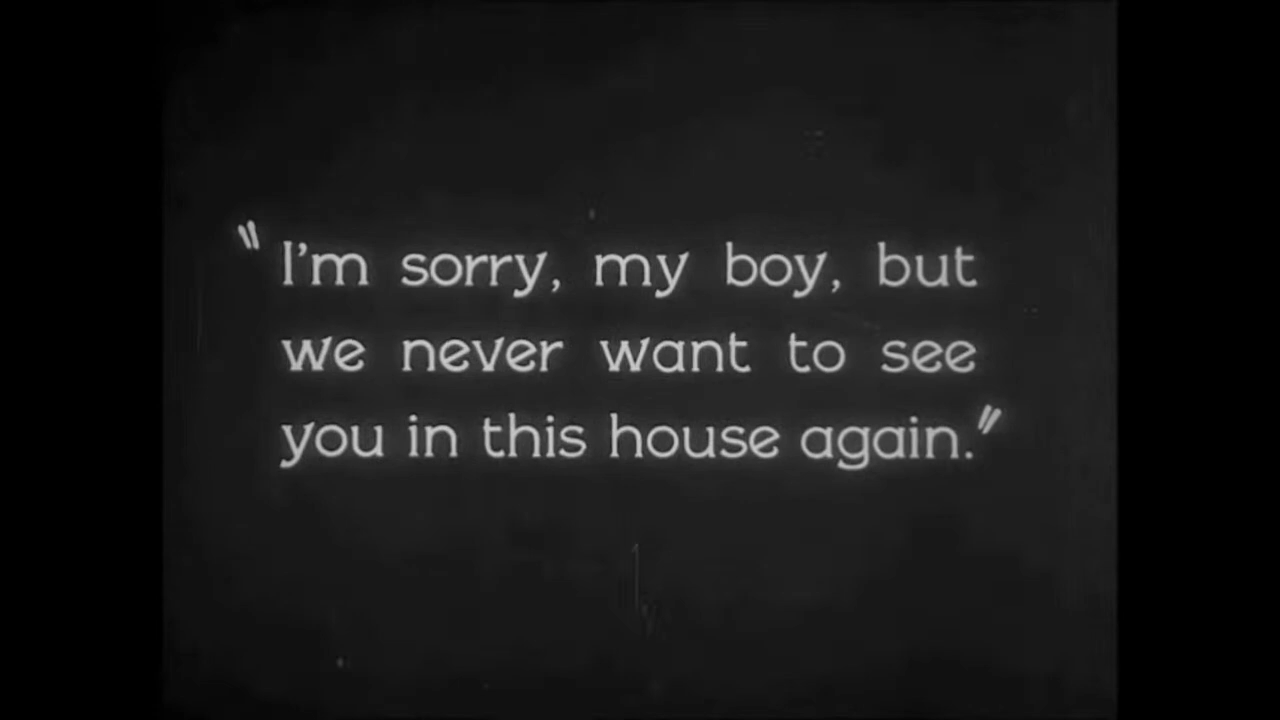 "I'm sorry, my boy, but
we never want to see
you in this house again."